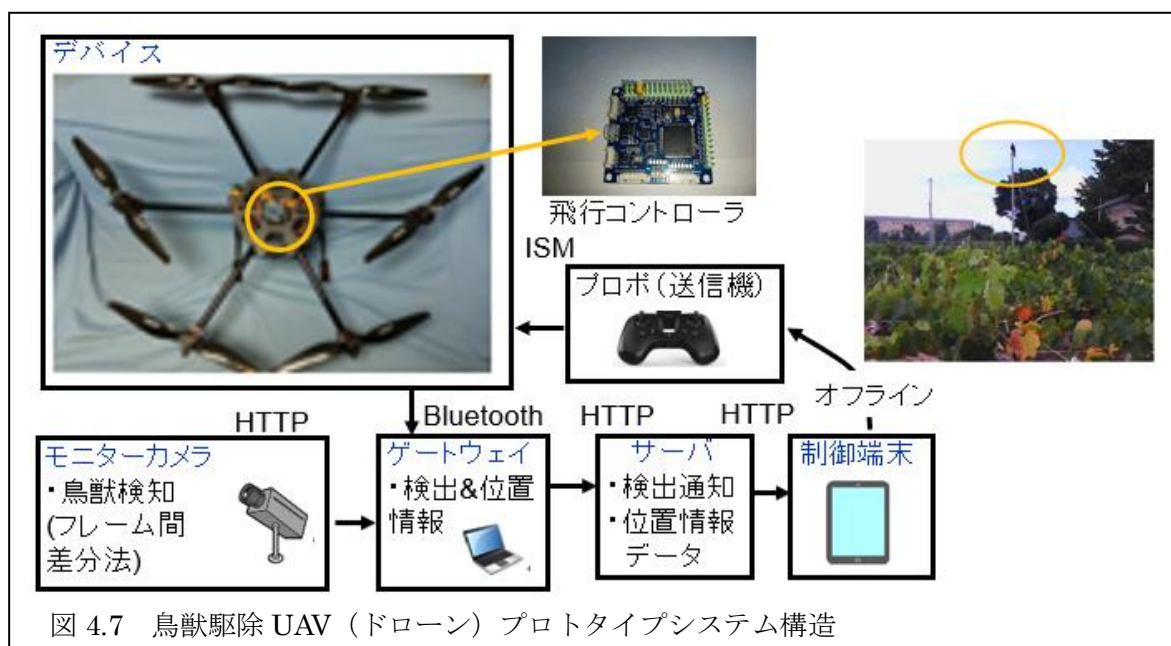 デバイス
飛行コントローラ
ISM
プロポ(送信機)
オフライン
HTTP
Bluetooth
HTTP
HTTP
モニターカメラ
・鳥獣検知
(フレーム間
差分法)
ゲートウェイ
・検出&位置
情報
サーバ
・検出通知
・位置情報
データ
制御端末
図 4.7 鳥獣駆除 UAV(ドローン)プロトタイプシステム構造